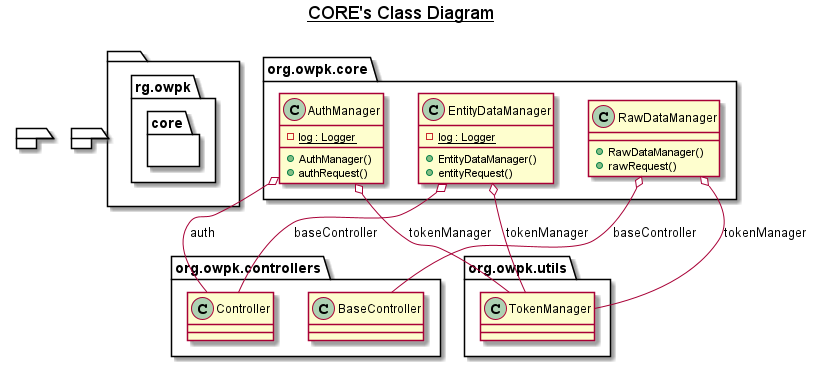 CORE's Class Diagram
rg.owpk
core
org.owpk.core
C AuthManager
log : Logger
AuthManager()
authRequest()
C EntityDataManager
log : Logger
EntityDataManager()
entityRequest()
C RawDataManager
RawDataManager()
rawRequest()
auth
baseController
tokenManager
tokenManager
baseController
tokenManager
org.owpk.controllers
C Controller
C BaseController
org.owpk.utils
C TokenManager